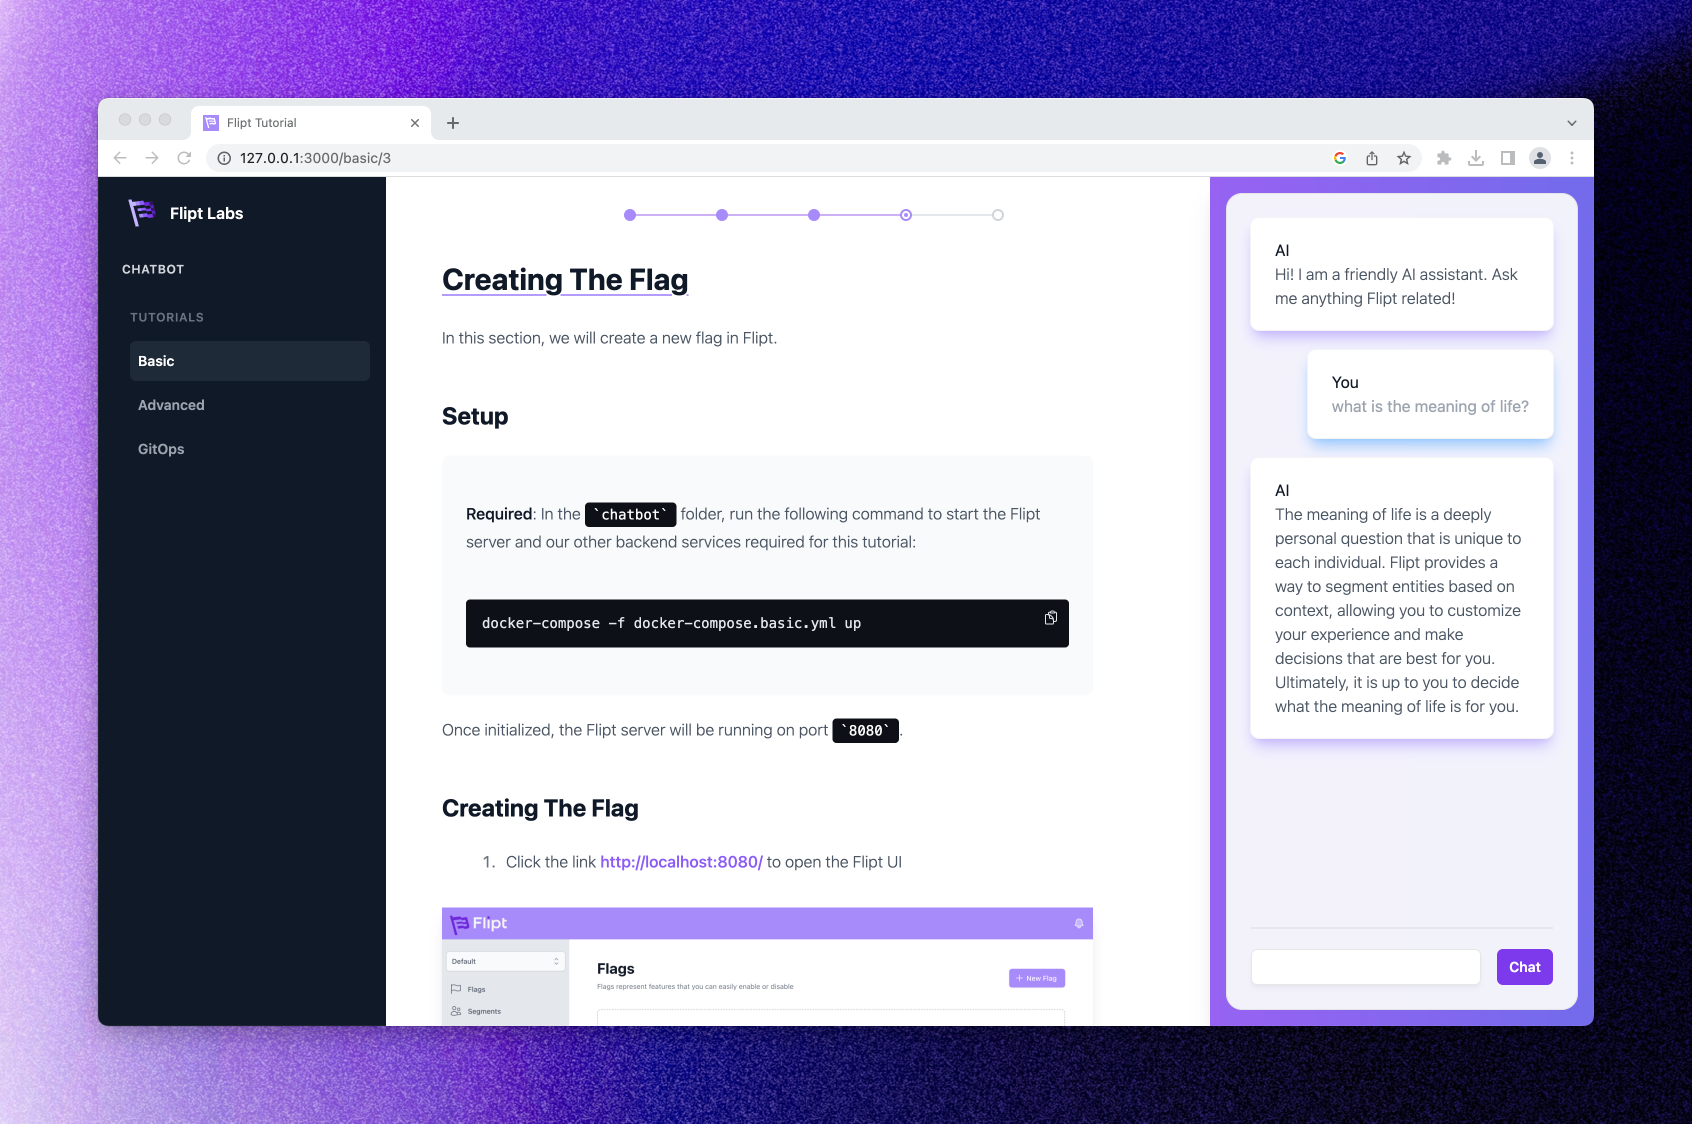 Flipt Tutorial
127.0.0.1:3000/basic/3
Flipt Labs
CHATBOT
TUTORIALS
Basic
Advanced
GitOps
Creating The Flag
In this section, we will create a new flag in Flipt.
Setup
Required: In the `chatbot` folder, run the following command to start the Flipt
server and our other backend services required for this tutorial:
docker-compose -f docker-compose.basic.yml up
Once initialized, the Flipt server will be running on port `8080`.
Creating The Flag
1. Click the link http://localhost:8080/ to open the Flipt UI
Flipt
Default
Flags
Segments
Flags
Flags represent features that you can easily enable or disable
+ New Flag
AI
Hi! I am a friendly AI assistant. Ask
me anything Flipt related!
You
what is the meaning of life?
AI
The meaning of life is a deeply
personal question that is unique to
each individual. Flipt provides a
way to segment entities based on
context, allowing you to customize
your experience and make
decisions that are best for you.
Ultimately, it is up to you to decide
what the meaning of life is for you.
Chat